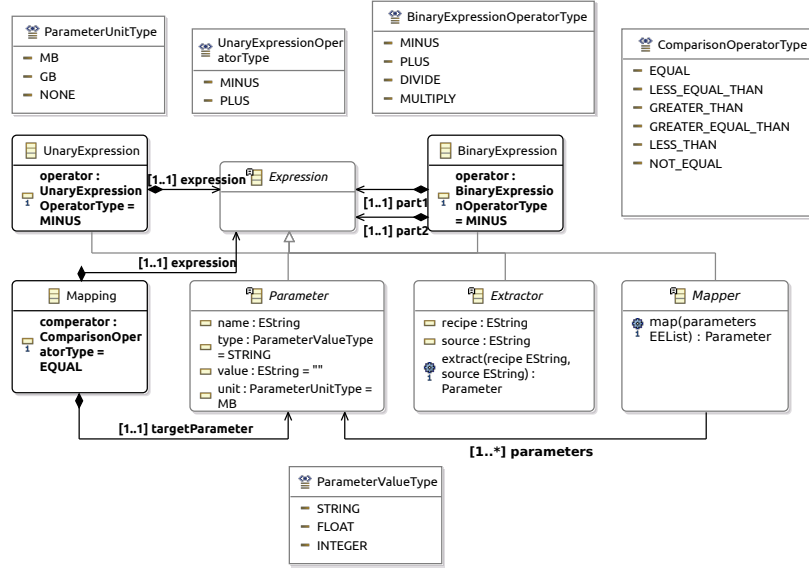 ParameterUnitType
MB
GB
NONE
UnaryExpressionOper
atorType
MINUS
PLUS
BinaryExpressionOperatorType
MINUS
PLUS
DIVIDE
MULTIPLY
ComparisonOperatorType
EQUAL
LESS_EQUAL_THAN
GREATER_THAN
GREATER_EQUAL_THAN
LESS_THAN
NOT_EQUAL
UnaryExpression
operator :
UnaryExpression
OperatorType =
MINUS
[1..1] expression
Expression
BinaryExpression
operator :
BinaryExpressio
nOperatorType
= MINUS
[1..1] part1
[1..1] part2
[1..1] expression
Mapping
comperator :
ComparisonOper
atorType =
EQUAL
Parameter
name : EString
type : ParameterValueType
= STRING
value : EString = ""
unit : ParameterUnitType =
MB
Extractor
recipe : EString
source : EString
extract(recipe EString,
source EString) :
Parameter
Mapper
map(parameters
EEList) : Parameter
[1..1] targetParameter
[1..*] parameters
ParameterValueType
STRING
FLOAT
INTEGER